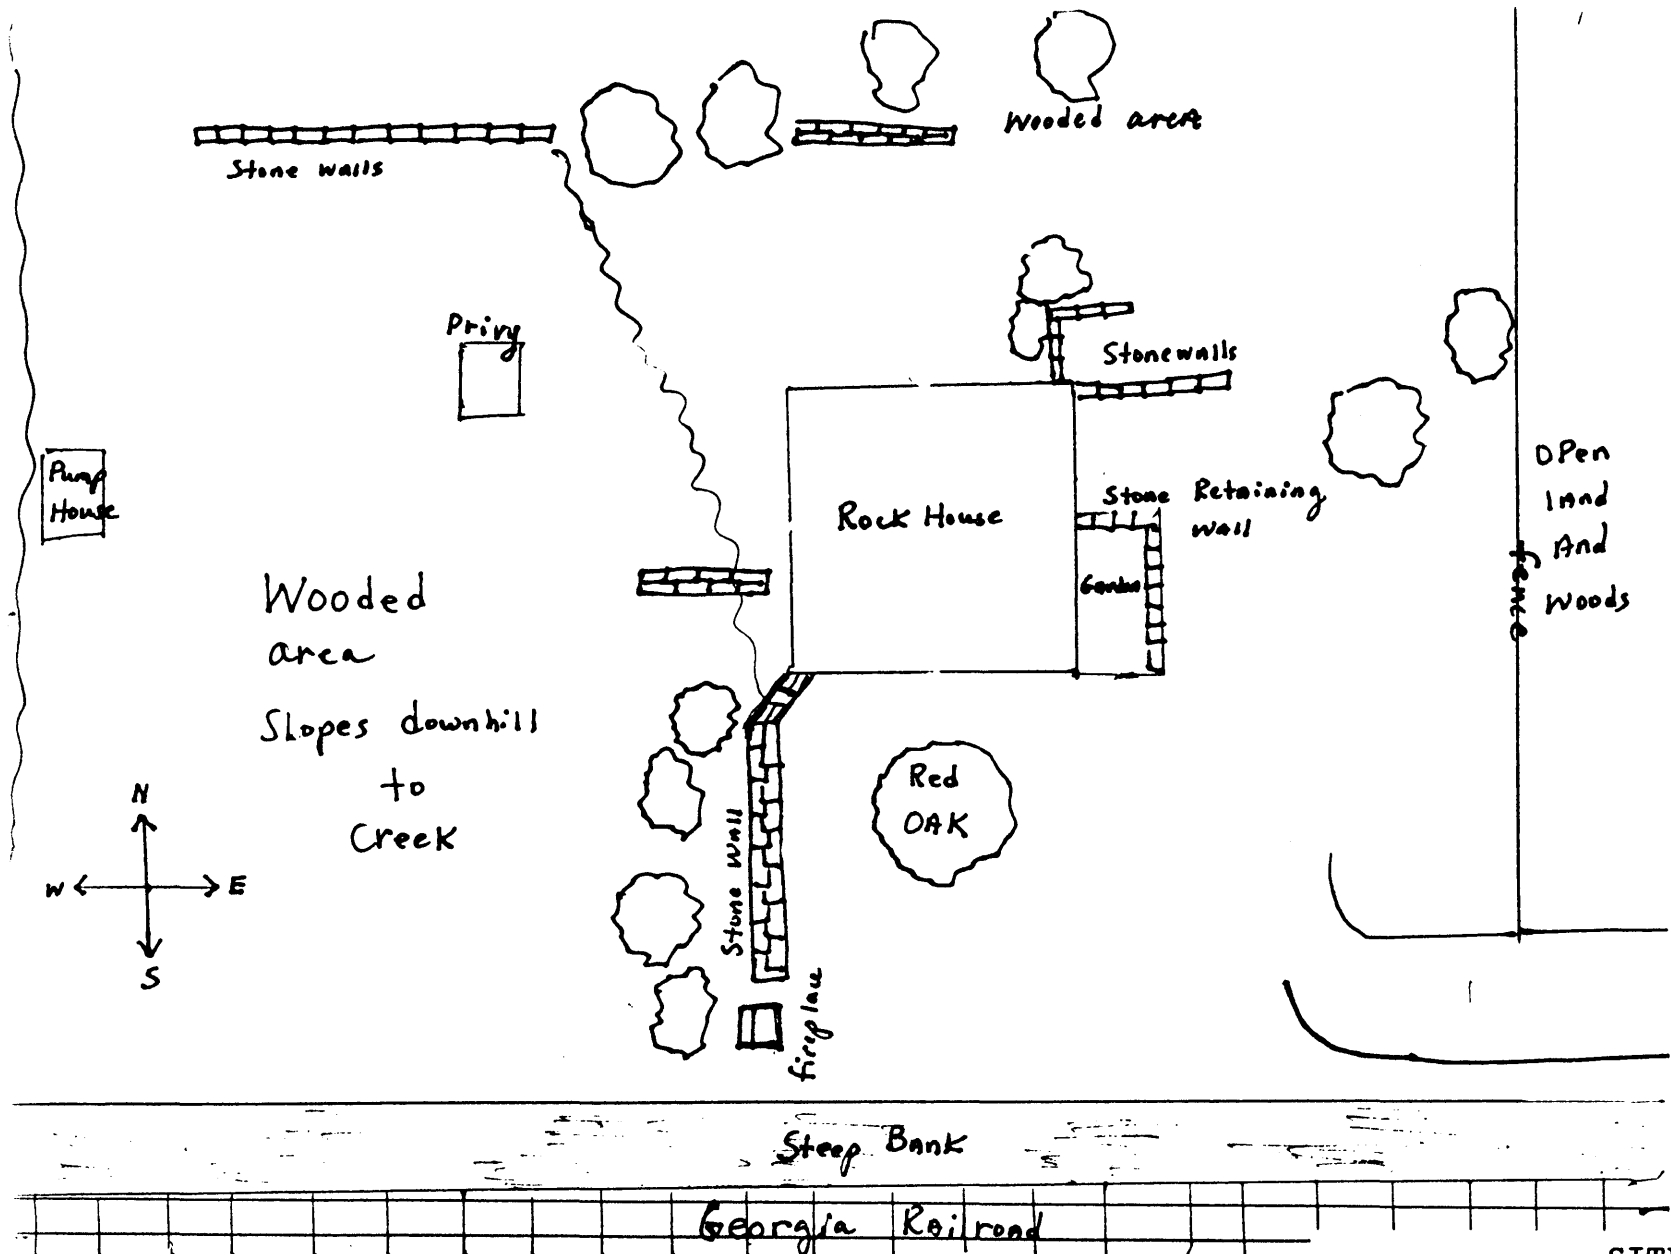 Wooded area
Stone walls
Privy
Stonewalls
Pump
House
Rock House
Stone Retaining
wall
Garden
OPen
land
And
Woods
fence
Wooded
area
Slopes downhill
to
Creek
Red
OAK
Stone Wall
fireplace
N
W
E
S
Steep Bank
Georgia Railroad